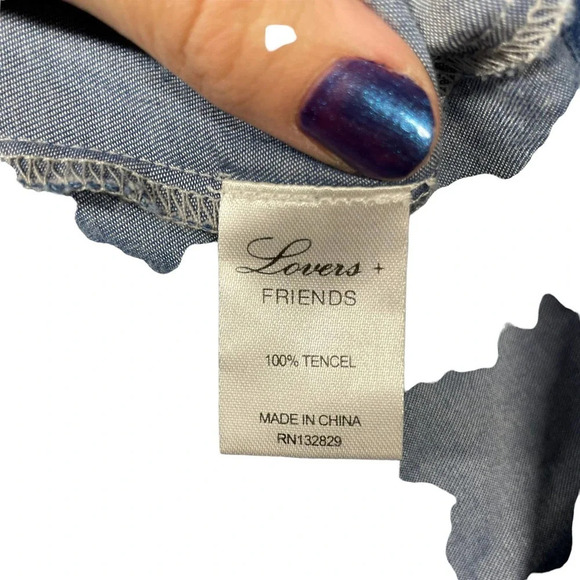 Lovers +
FRIENDS
100% TENCEL
MADE IN CHINA
RN132829